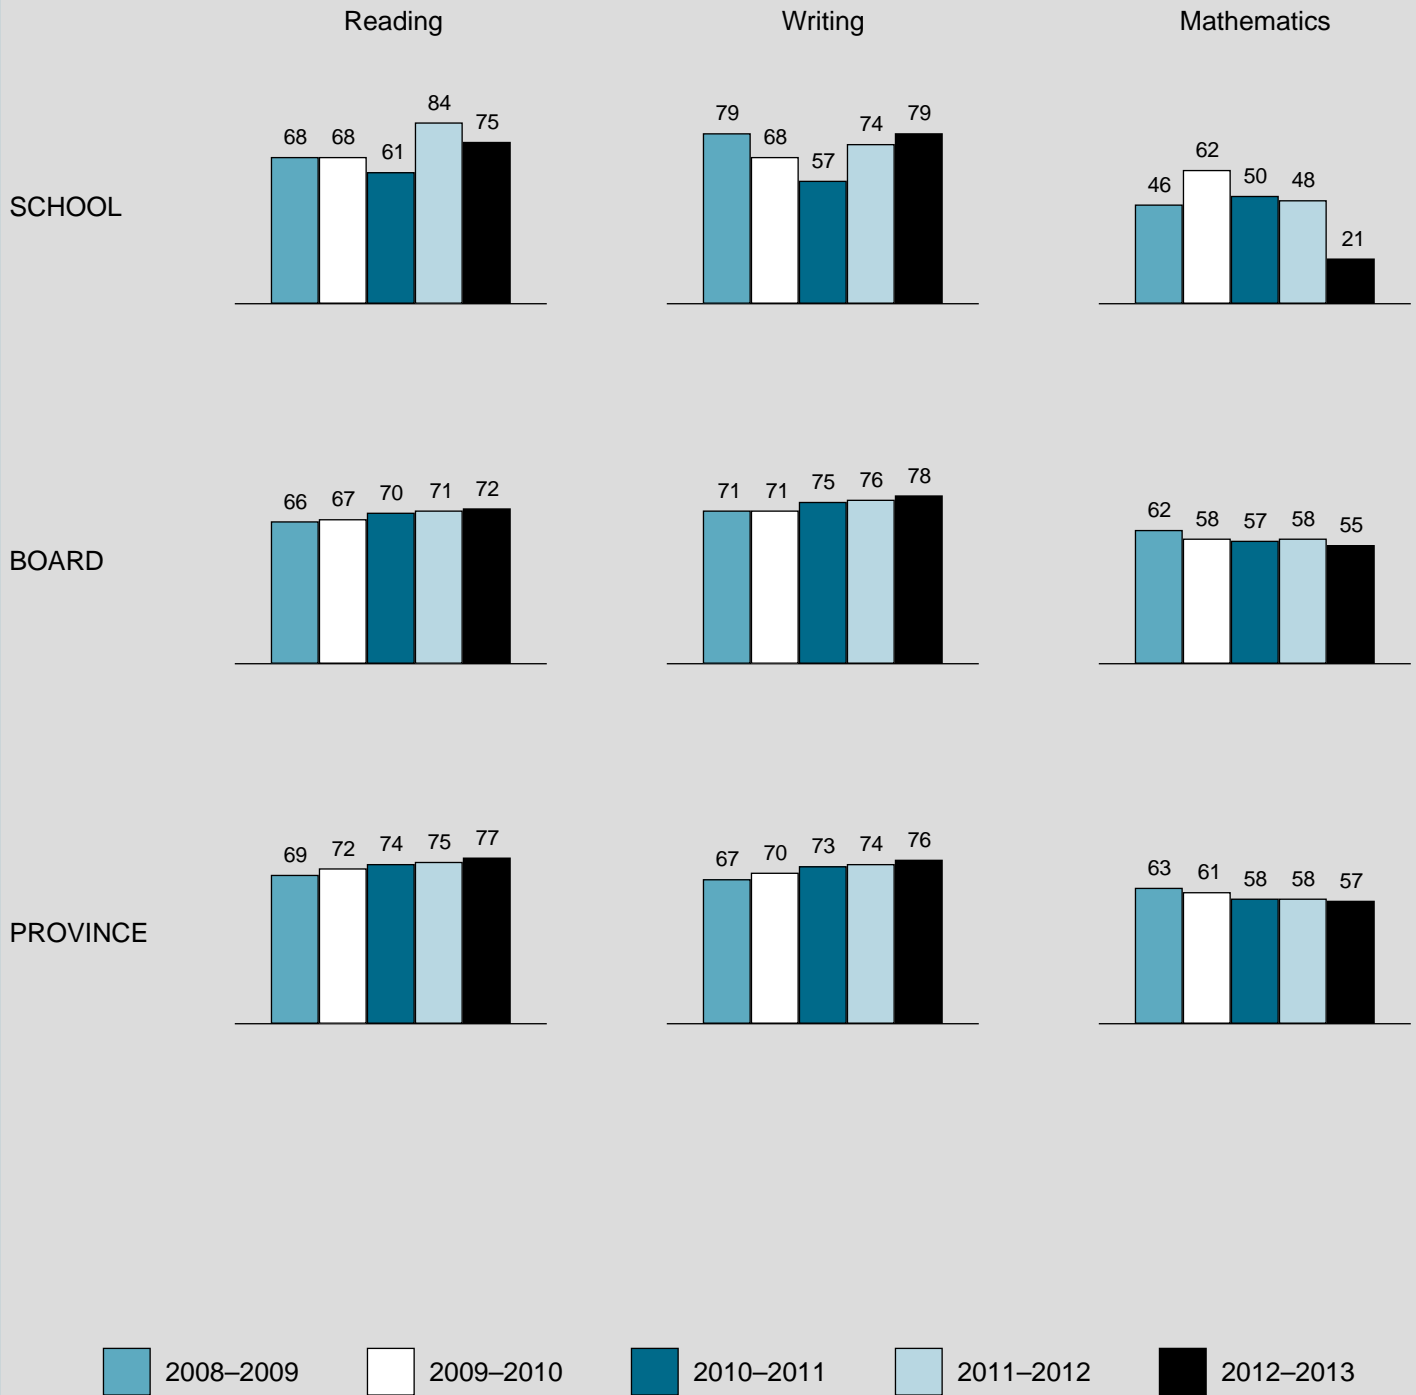 Reading Writing Mathematics
SCHOOL
68 68 61 84 75
79 68 57 74 79
46 62 50 48 21
BOARD
66 67 70 71 72
71 71 75 76 78
62 58 57 58 55
PROVINCE
69 72 74 75 77
67 70 73 74 76
63 61 58 58 57
2008–2009 2009–2010 2010–2011 2011–2012 2012–2013